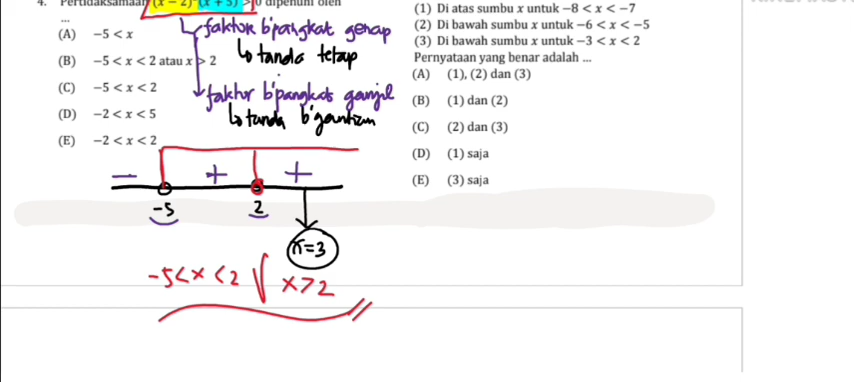 4. Pertidaksamaan (x − 2)²(x + 5) > 0 dipenuhi oleh
...
(A) −5 < x
(B) −5 < x < 2 atau x > 2
(C) −5 < x < 2
(D) −2 < x < 5
(E) −2 < x < 2
faktor b'pangkat genap
↳ tanda tetap
faktor b'pangkat ganjil
↳ tanda b'gantian
− + +
-5 2
x=3
-5<x<2 √ x>2
(1) Di atas sumbu x untuk −8 < x < −7
(2) Di bawah sumbu x untuk −6 < x < −5
(3) Di bawah sumbu x untuk −3 < x < 2
Pernyataan yang benar adalah ...
(A) (1), (2) dan (3)
(B) (1) dan (2)
(C) (2) dan (3)
(D) (1) saja
(E) (3) saja